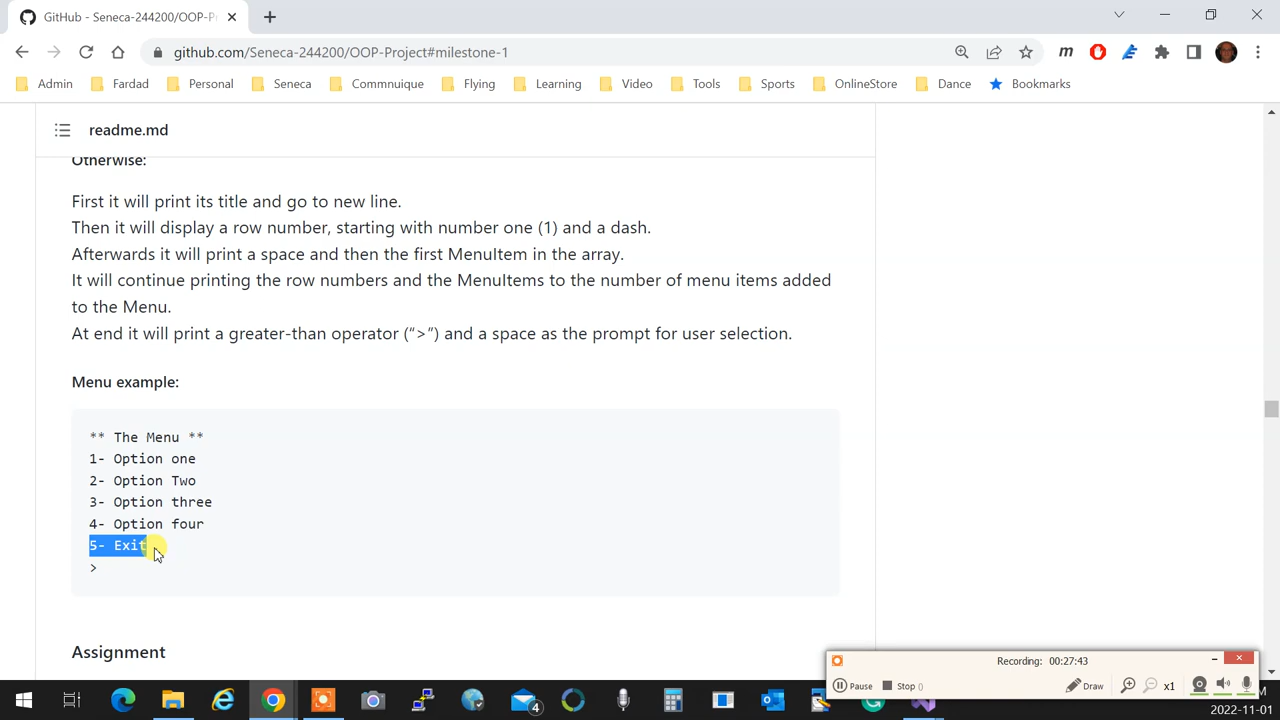 GitHub - Seneca-244200/OOP-Pr
github.com/Seneca-244200/OOP-Project#milestone-1
m
Admin
Fardad
Personal
Seneca
Commnuique
Flying
Learning
Video
Tools
Sports
OnlineStore
Dance
Bookmarks
readme.md
Otherwise:
First it will print its title and go to new line.
Then it will display a row number, starting with number one (1) and a dash.
Afterwards it will print a space and then the first MenuItem in the array.
It will continue printing the row numbers and the MenuItems to the number of menu items added
to the Menu.
At end it will print a greater-than operator (“>”) and a space as the prompt for user selection.
Menu example:
** The Menu **
1- Option one
2- Option Two
3- Option three
4- Option four
5- Exit
>
Assignment
Recording: 00:27:43
Pause
Stop ()
x1
Draw
4
M
2022-11-01